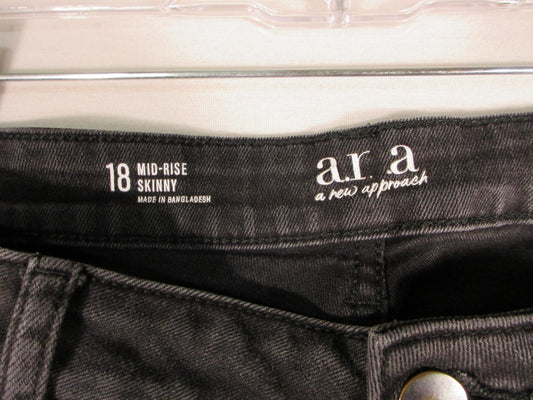 18 MID-RISE
SKINNY
MADE IN BANGLADESH
a.r. .a
a new approach